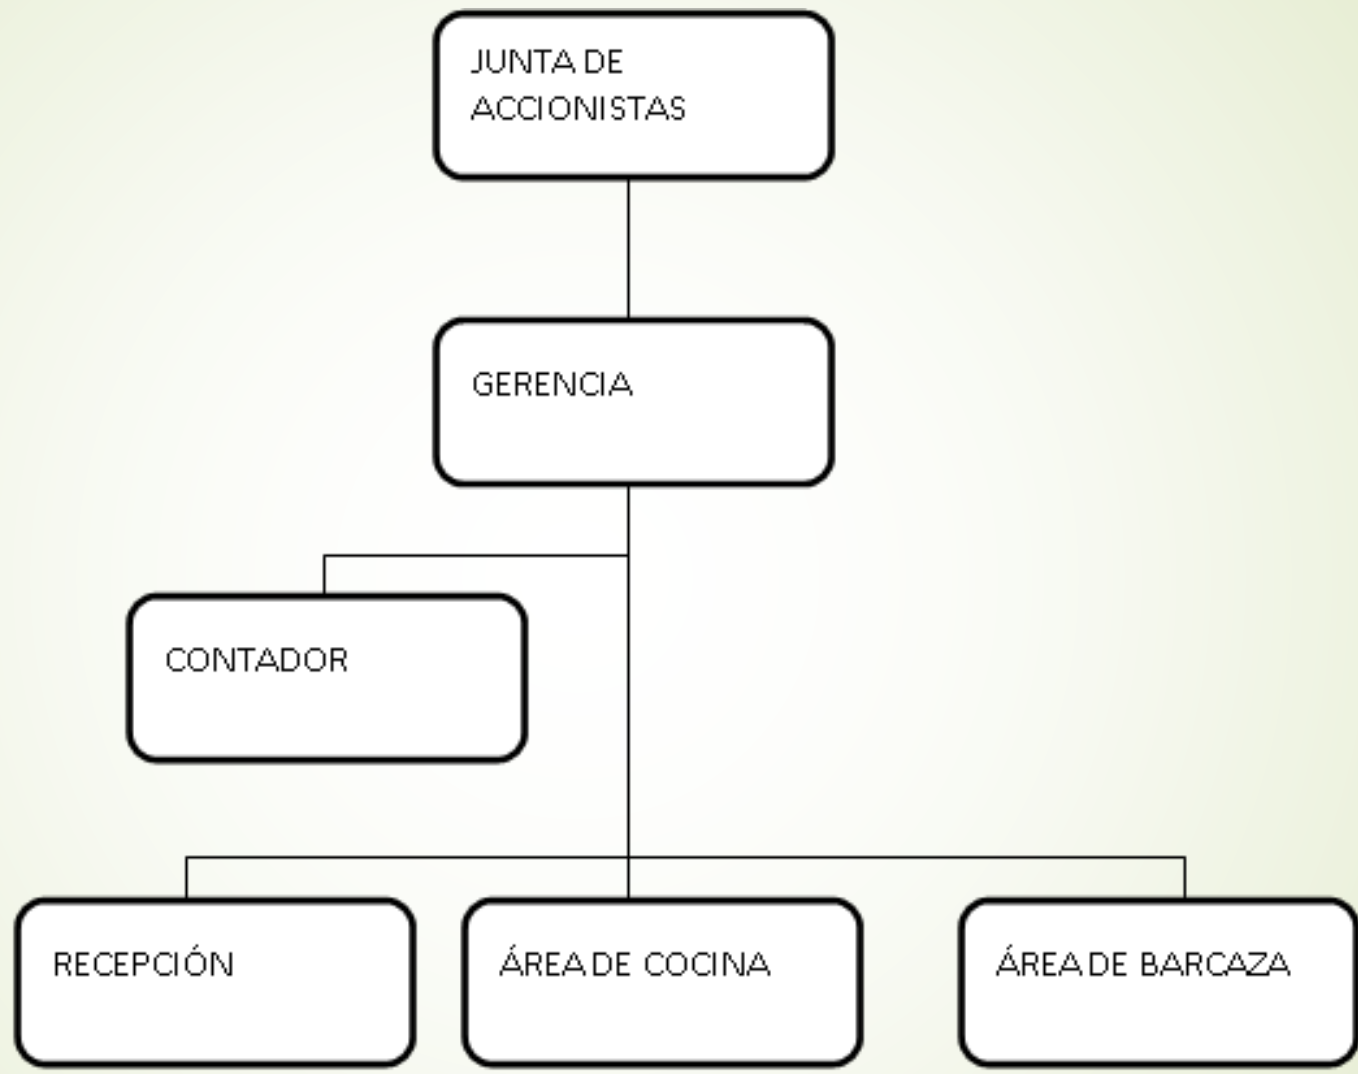 JUNTA DE
ACCIONISTAS
GERENCIA
CONTADOR
RECEPCIÓN
ÁREA DE COCINA
ÁREA DE BARCAZA